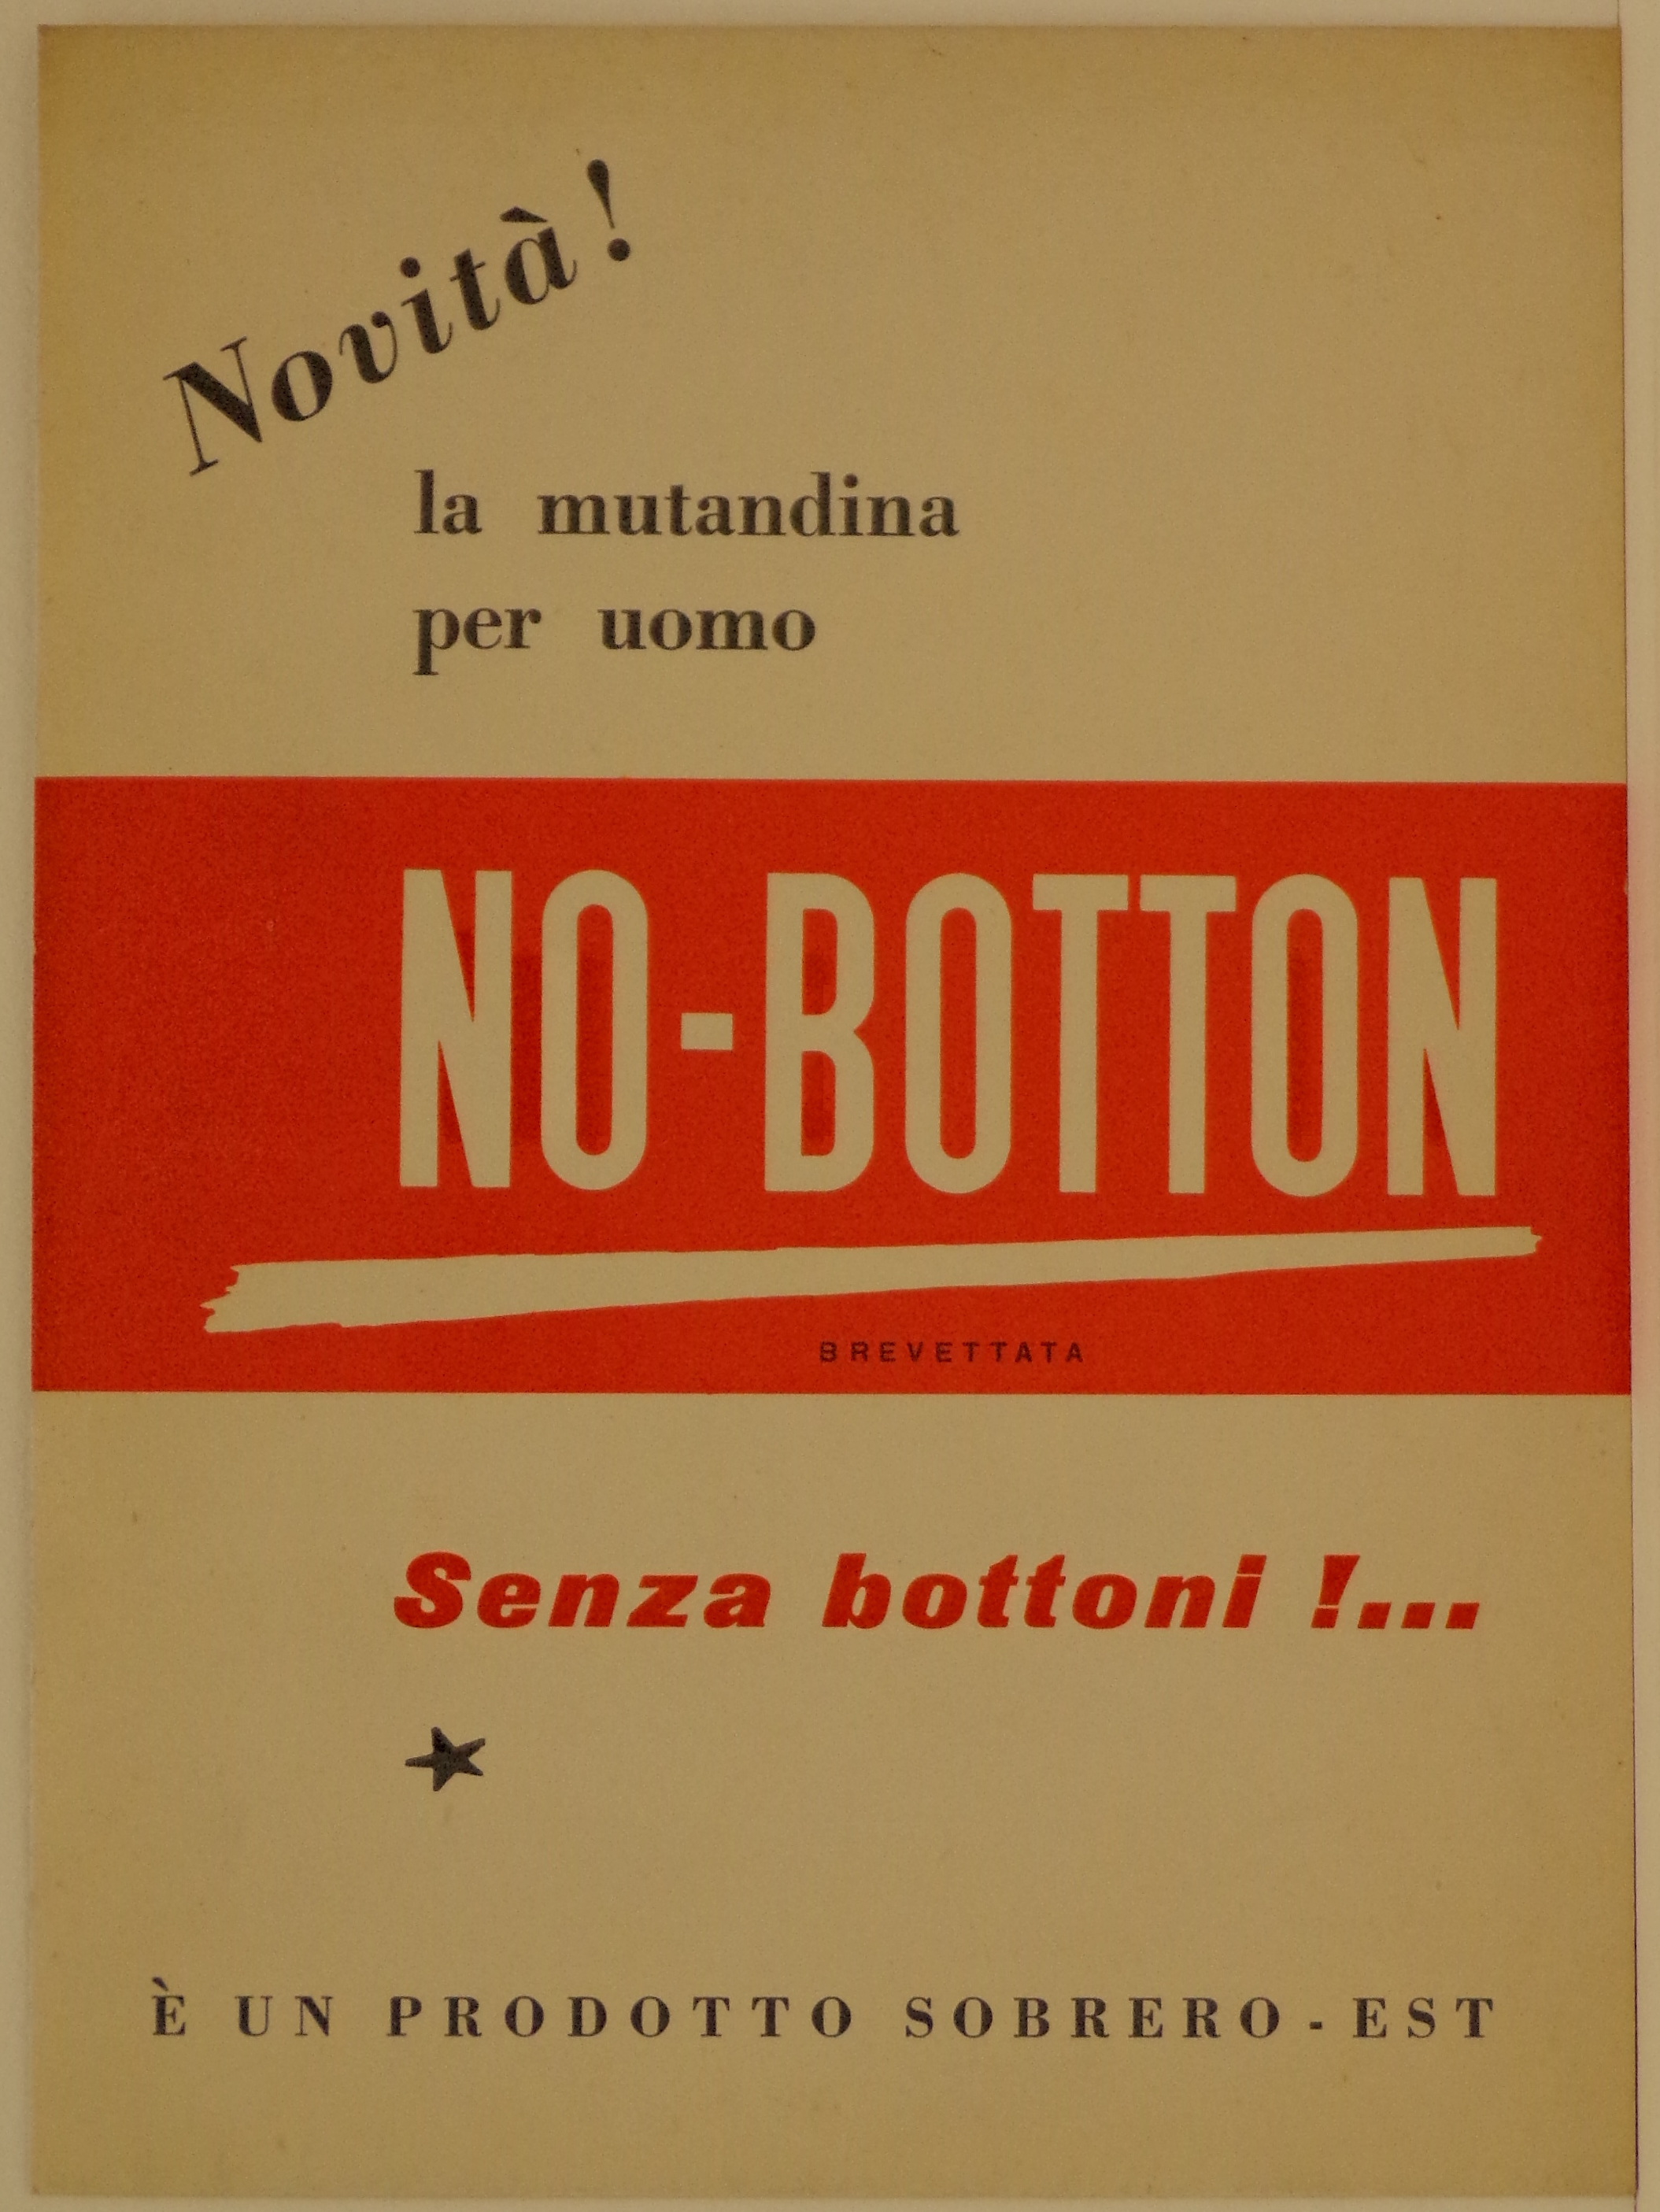 Novità!
la mutandina
per uomo
NO-BOTTON
BREVETTATA
Senza bottoni !...
È UN PRODOTTO SOBRERO-EST